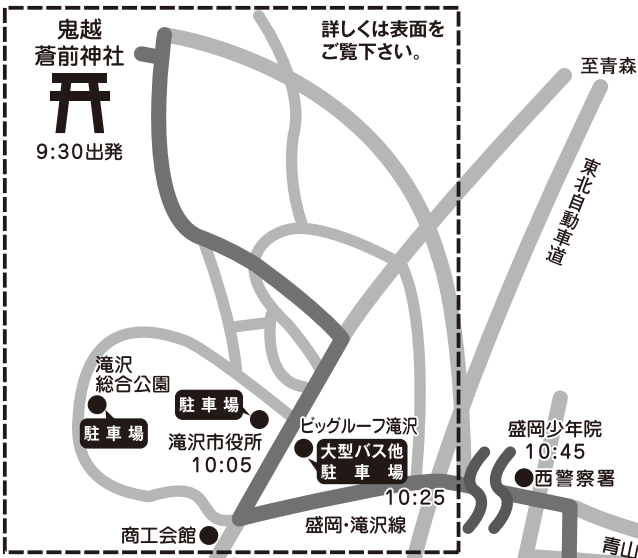 鬼越
蒼前神社
9:30出発
詳しくは表面を
ご覧下さい。
至青森
東北自動車道
滝沢
総合公園
駐車場
駐車場
滝沢市役所
10:05
ビッグルーフ滝沢
大型バス他
駐車場
10:25
盛岡・滝沢線
商工会館
盛岡少年院
10:45
西警察署
青山